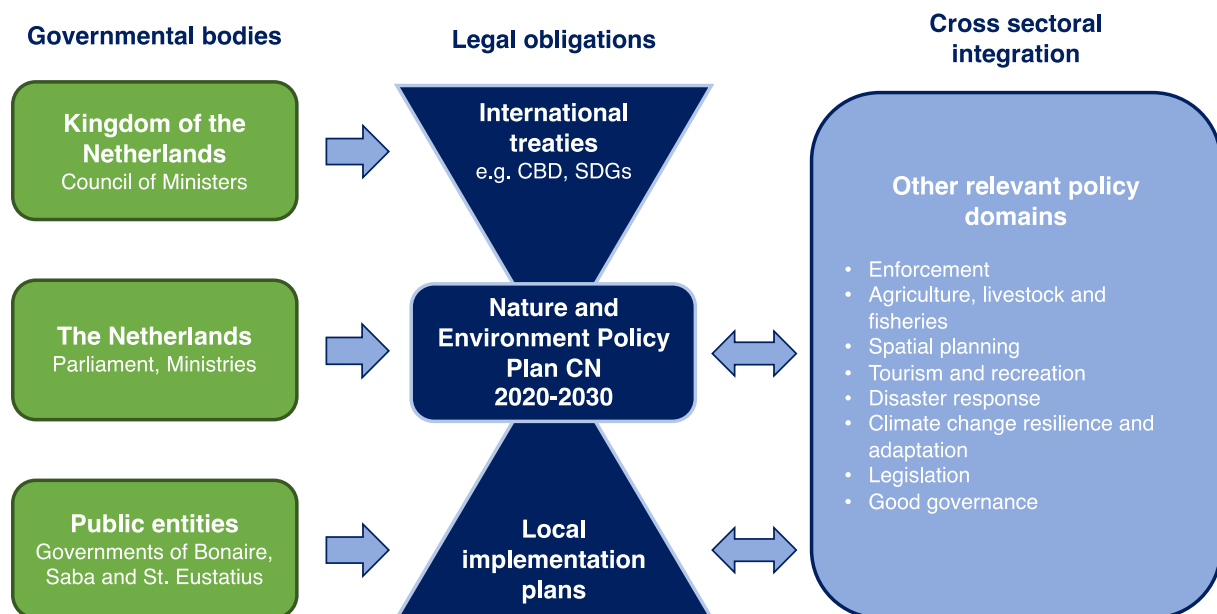 Governmental bodies
Legal obligations
Cross sectoral
integration
Kingdom of the
Netherlands
Council of Ministers
International
treaties
e.g. CBD, SDGs
The Netherlands
Parliament, Ministries
Nature and
Environment Policy
Plan CN
2020-2030
Public entities
Governments of Bonaire,
Saba and St. Eustatius
Local
implementation
plans
Other relevant policy
domains
• Enforcement
• Agriculture, livestock and
fisheries
• Spatial planning
• Tourism and recreation
• Disaster response
• Climate change resilience and
adaptation
• Legislation
• Good governance